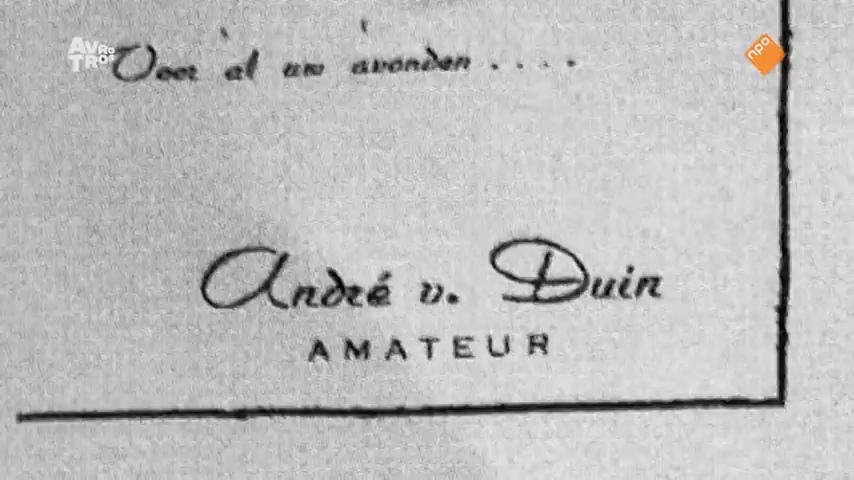 AVRO
TROS
npo
Voor al uw avonden . . . .
André v. Duin
AMATEUR